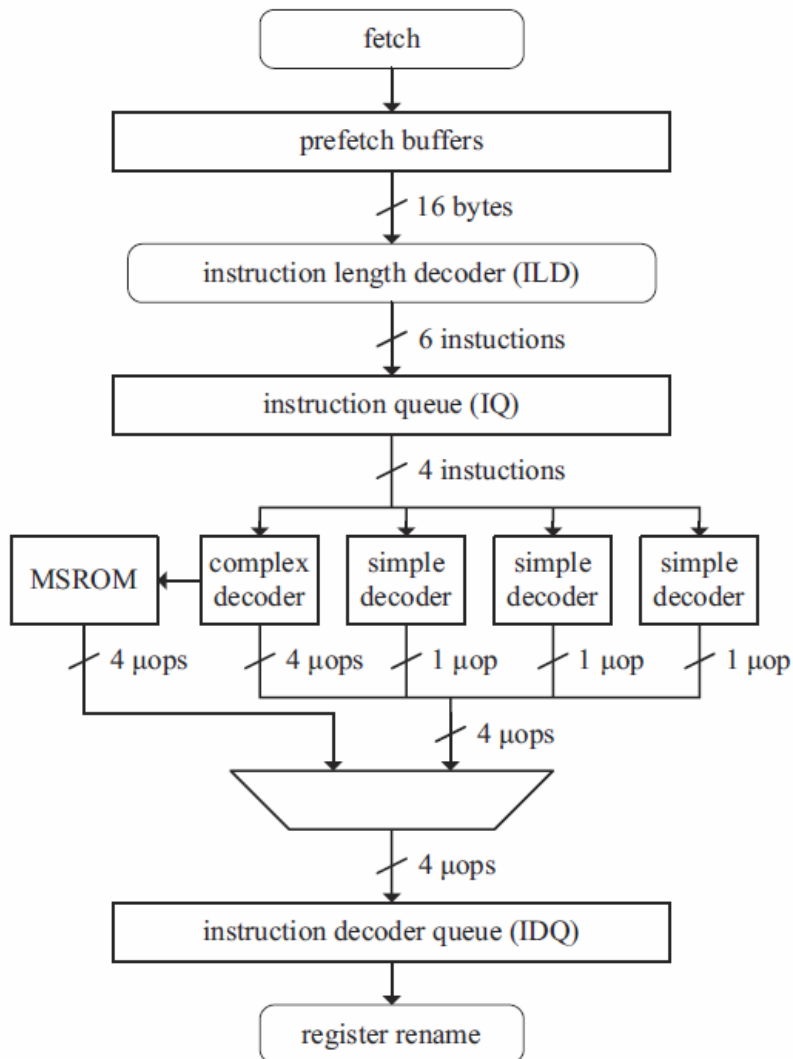 fetch
prefetch buffers
16 bytes
instruction length decoder (ILD)
6 instuctions
instruction queue (IQ)
4 instuctions
MSROM
complex
decoder
simple
decoder
simple
decoder
simple
decoder
4 μops
4 μops
1 μop
1 μop
1 μop
4 μops
4 μops
instruction decoder queue (IDQ)
register rename